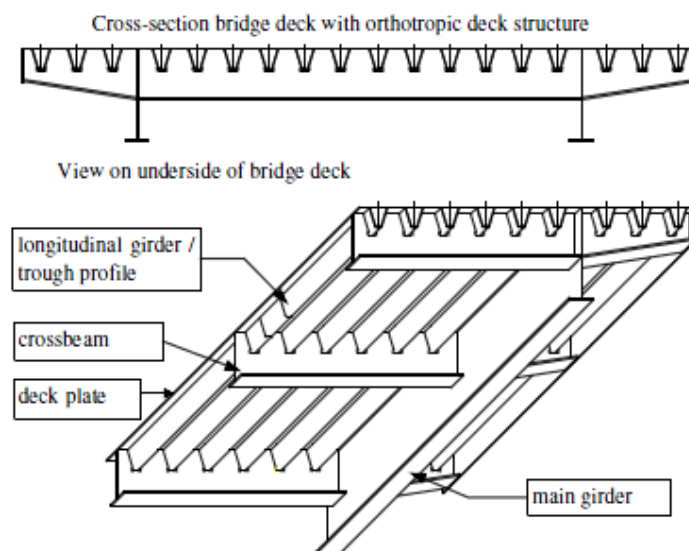 Cross-section bridge deck with orthotropic deck structure
View on underside of bridge deck
longitudinal girder /
trough profile
crossbeam
deck plate
main girder